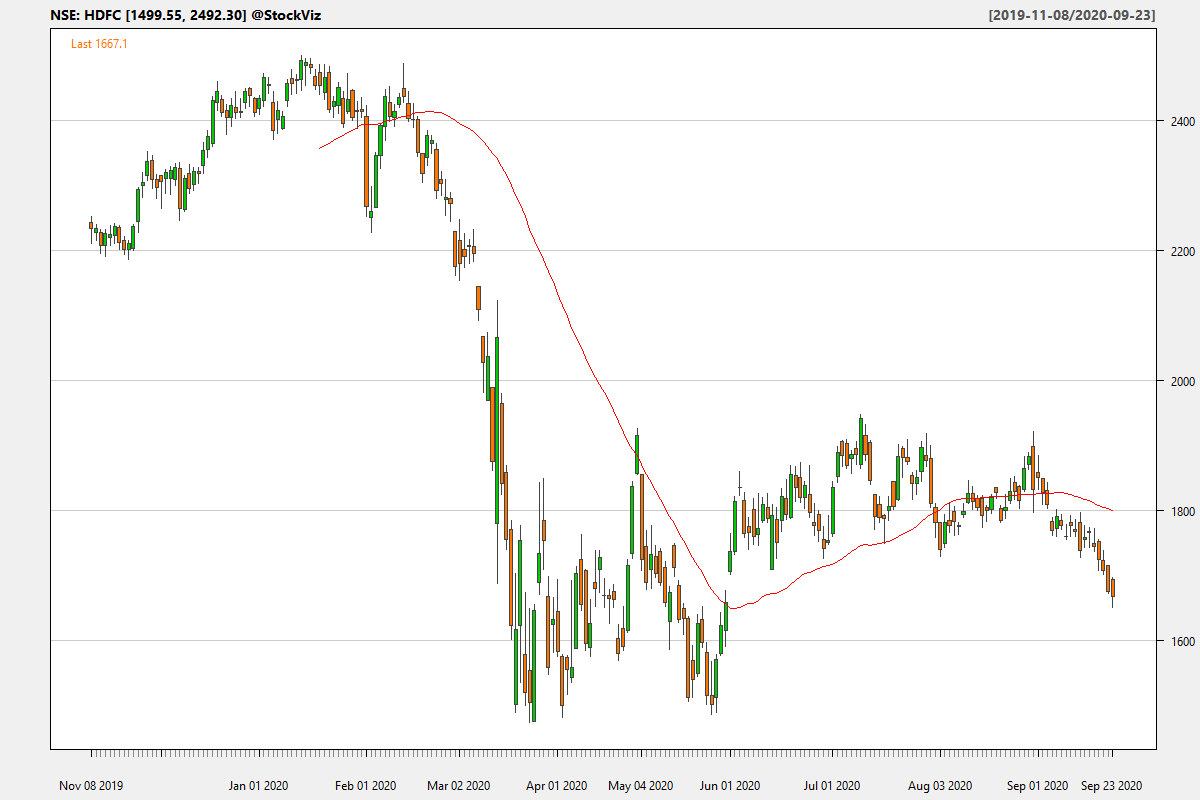 NSE: HDFC [1499.55, 2492.30] @StockViz [2019-11-08/2020-09-23]
Last 1667.1
2400
2200
2000
1800
1600
Nov 08 2019 Jan 01 2020 Feb 01 2020 Mar 02 2020 Apr 01 2020 May 04 2020 Jun 01 2020 Jul 01 2020 Aug 03 2020 Sep 01 2020 Sep 23 2020